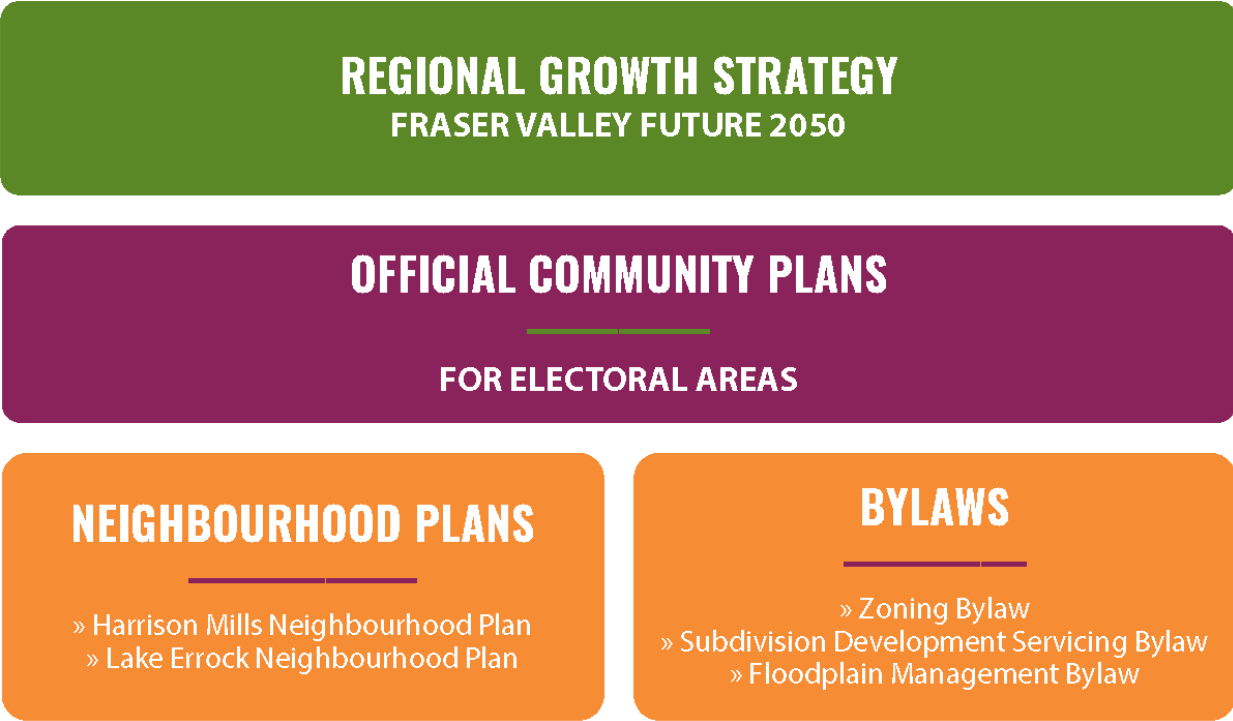 REGIONAL GROWTH STRATEGY
FRASER VALLEY FUTURE 2050
OFFICIAL COMMUNITY PLANS
FOR ELECTORAL AREAS
NEIGHBOURHOOD PLANS
» Harrison Mills Neighbourhood Plan
» Lake Errock Neighbourhood Plan
BYLAWS
» Zoning Bylaw
» Subdivision Development Servicing Bylaw
» Floodplain Management Bylaw